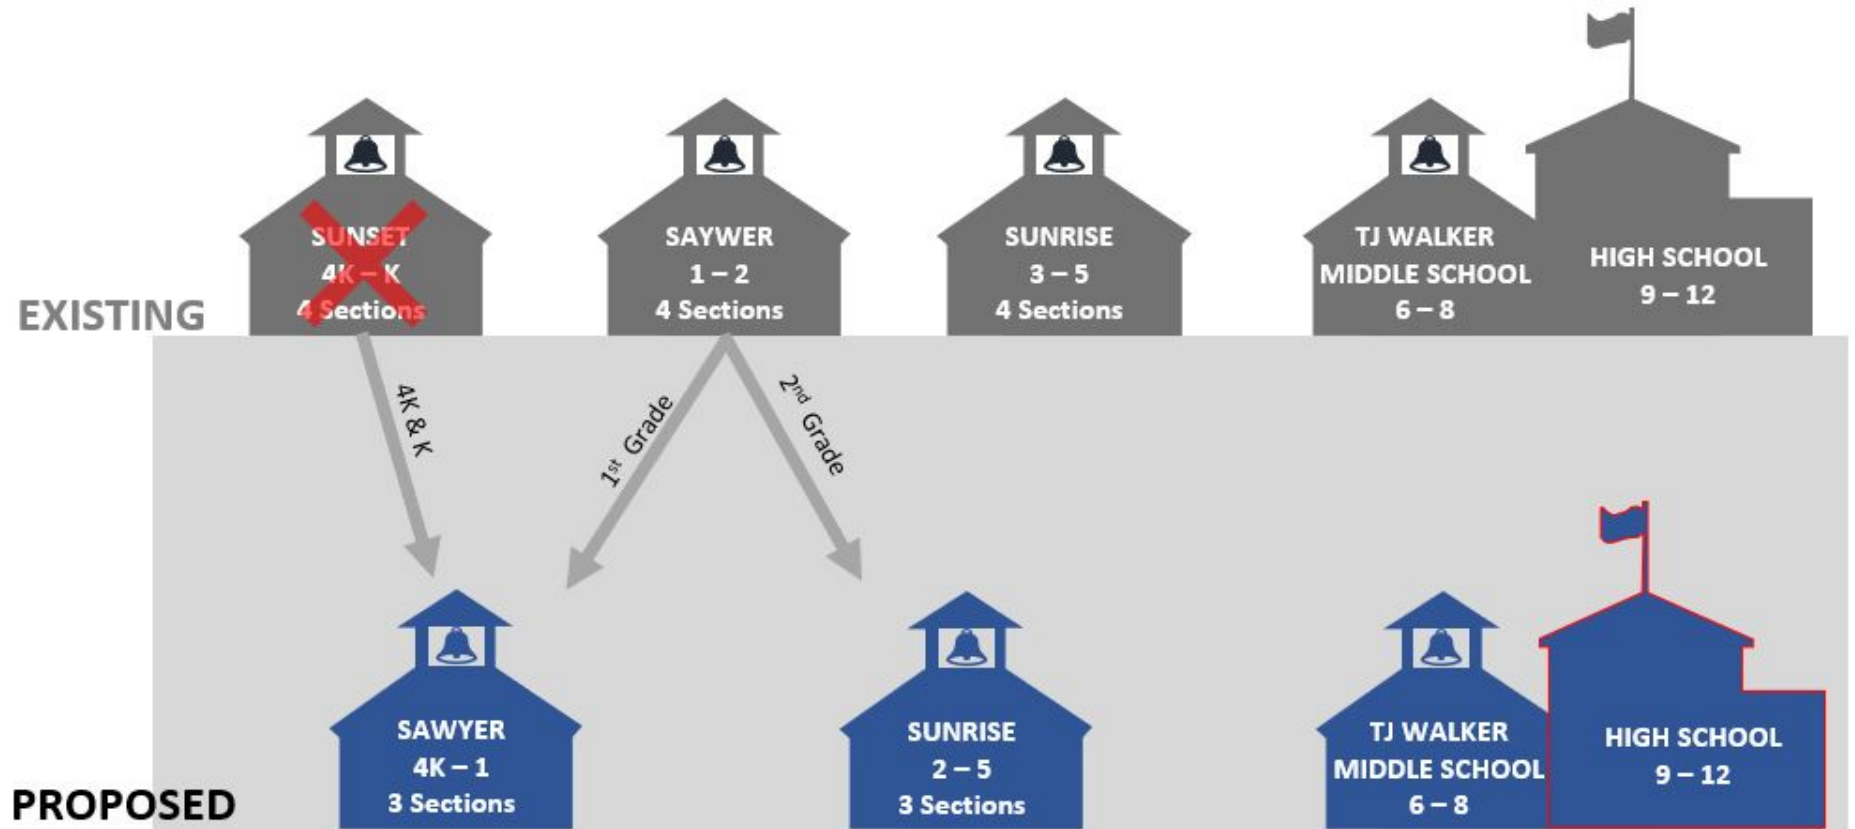 SUNSET
4K – K
4 Sections
SAYWER
1 – 2
4 Sections
SUNRISE
3 – 5
4 Sections
TJ WALKER
MIDDLE SCHOOL
6 – 8
HIGH SCHOOL
9 – 12
EXISTING
4K & K
1st Grade
2nd Grade
SAWYER
4K – 1
3 Sections
SUNRISE
2 – 5
3 Sections
TJ WALKER
MIDDLE SCHOOL
6 – 8
HIGH SCHOOL
9 – 12
PROPOSED